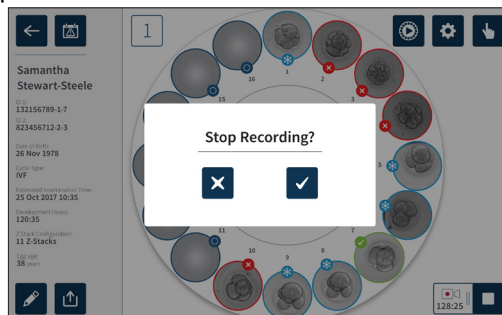 1
Samantha
Stewart-Steele
ID 1:
132156789-1-7
ID 2:
823456712-2-3
Date of Birth:
26 Nov 1978
Cycle Type:
IVF
Estimated Insemination Time:
25 Oct 2017 10:35
Development Hours:
120:35
Z-Stack Configuration:
11 Z-Stacks
Egg age:
38 years
16
1
2
15
3
Stop Recording?
5
11
7
10
9
8
128:25